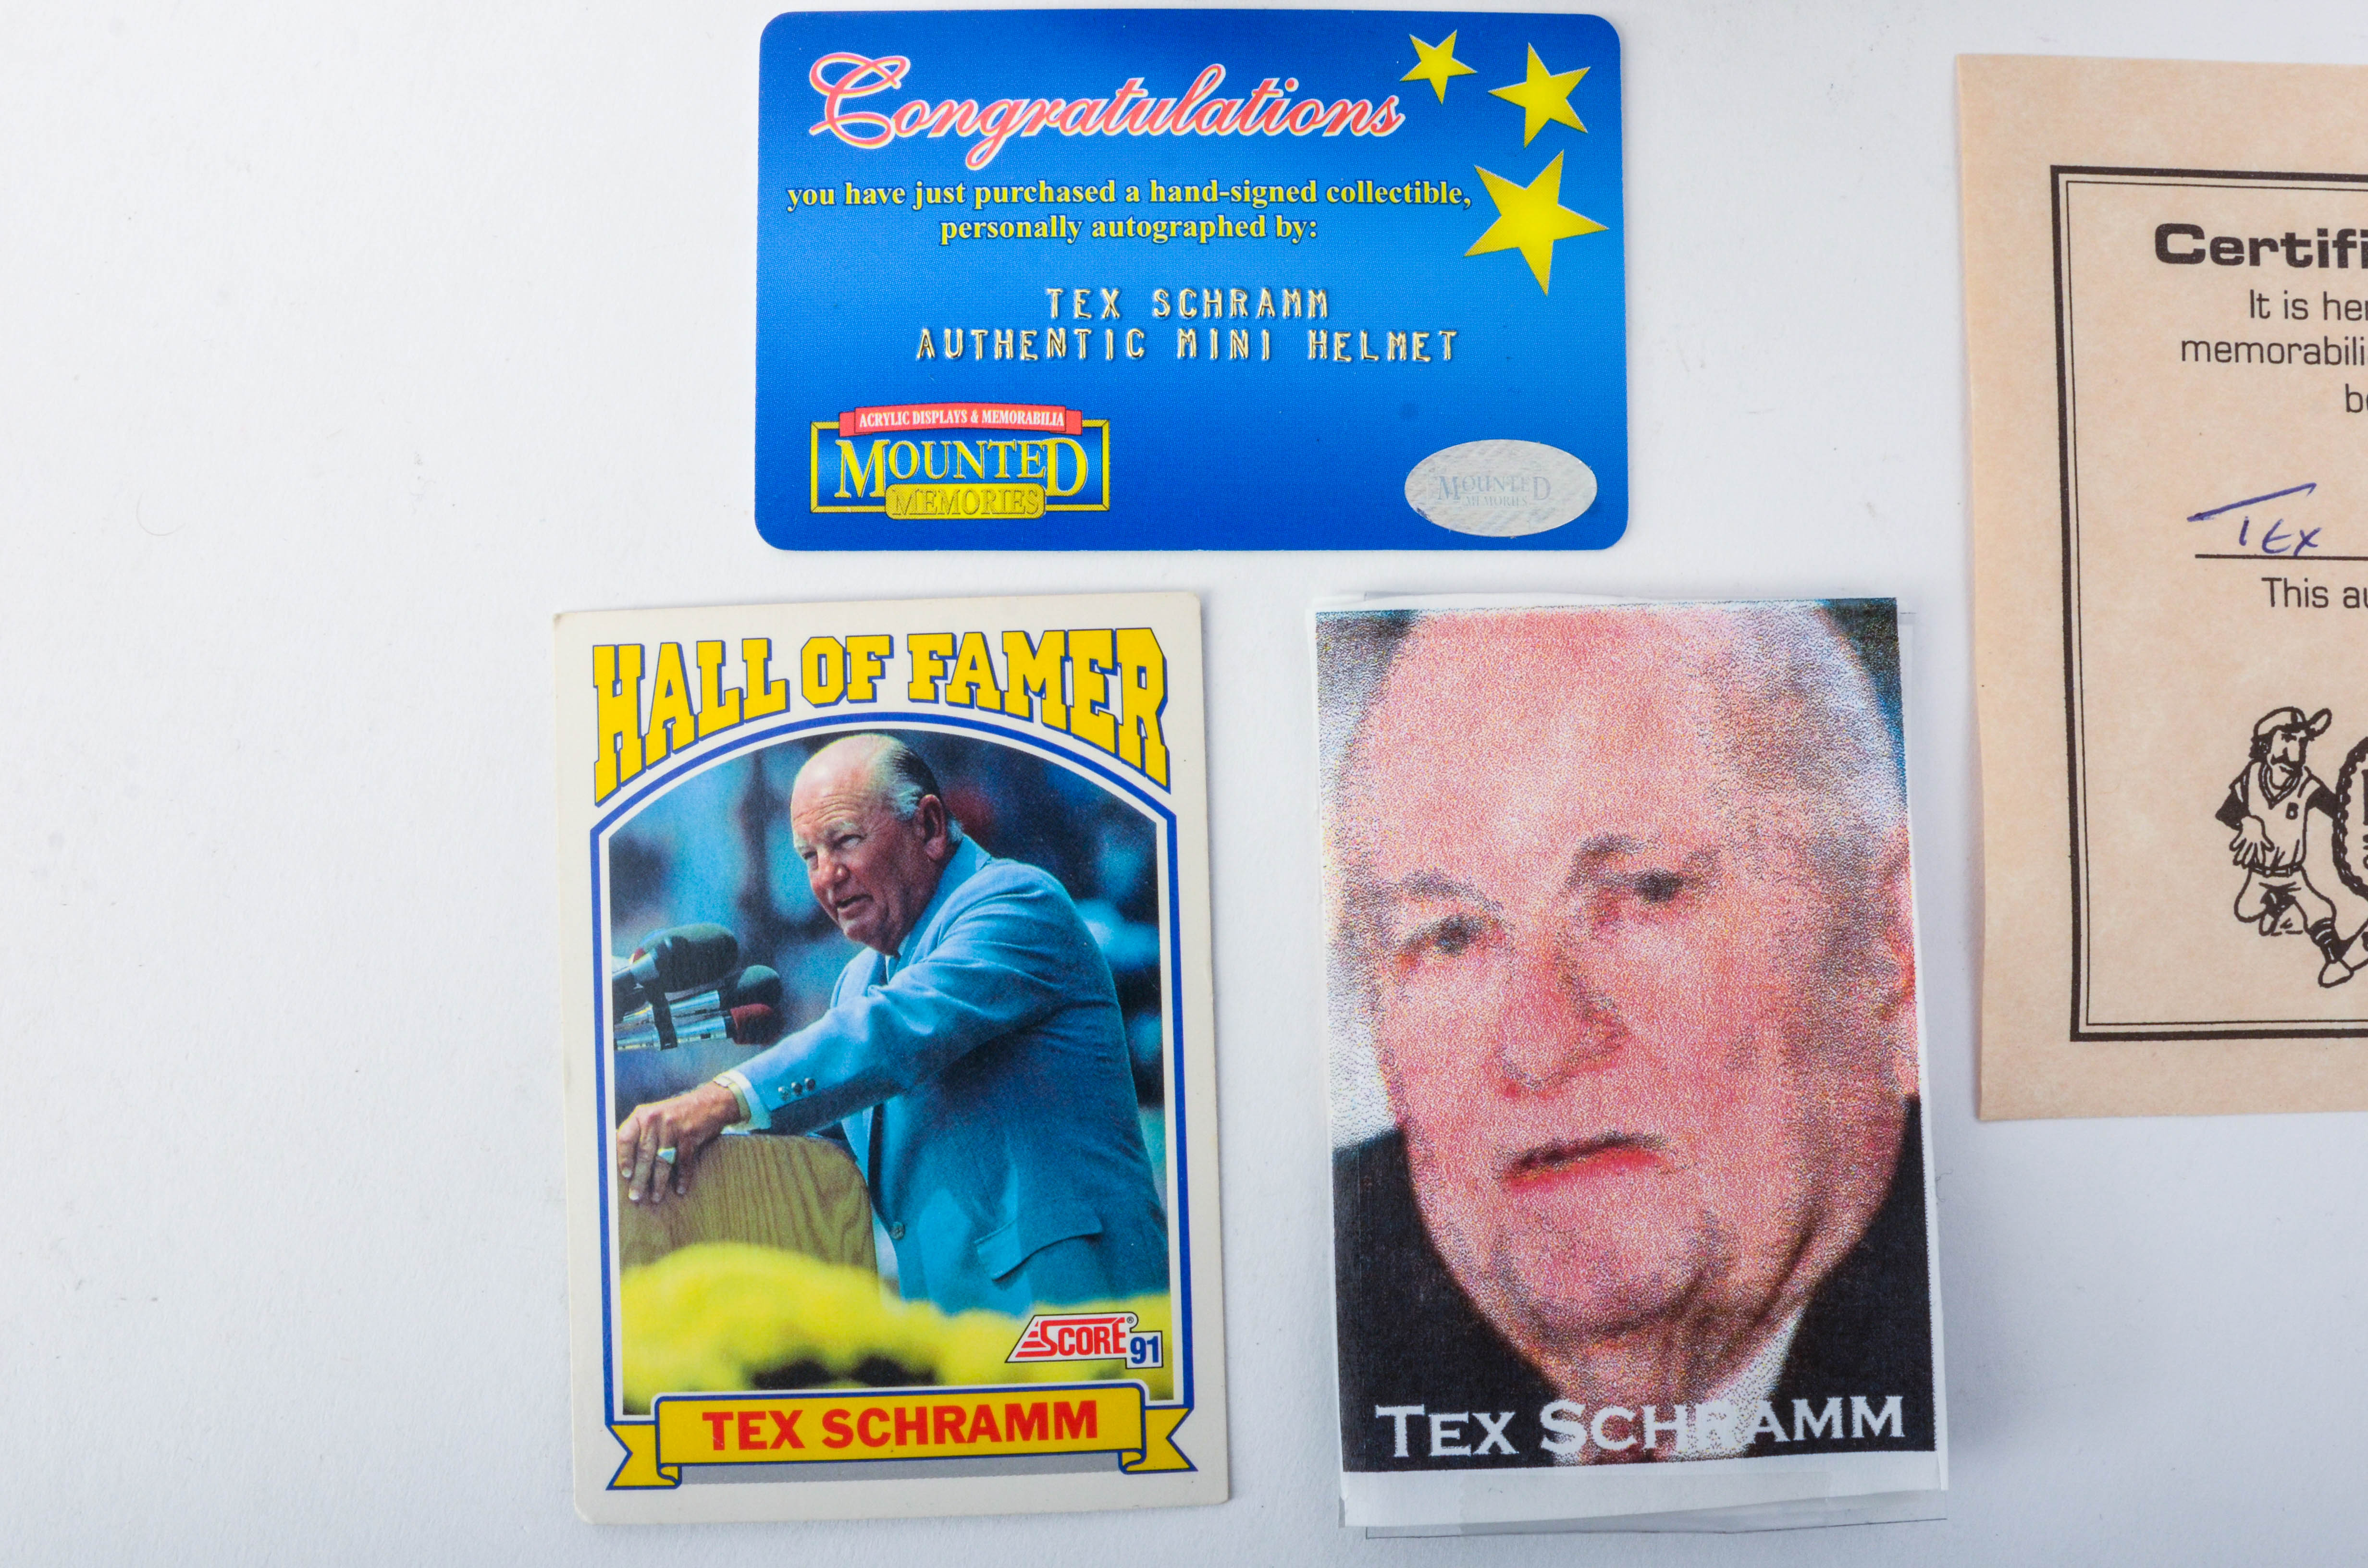 Congratulations
you have just purchased a hand-signed collectible,
personally autographed by:
TEX SCHRAMM
AUTHENTIC MINI HELMET
ACRYLIC DISPLAYS & MEMORABILIA
MOUNTED
MEMORIES
MOUNTED
MEMORIES
HALL OF FAMER
SCORE® 91
TEX SCHRAMM
TEX SCHRAMM
Certifi
It is her
memorabili
be
TEX
This au